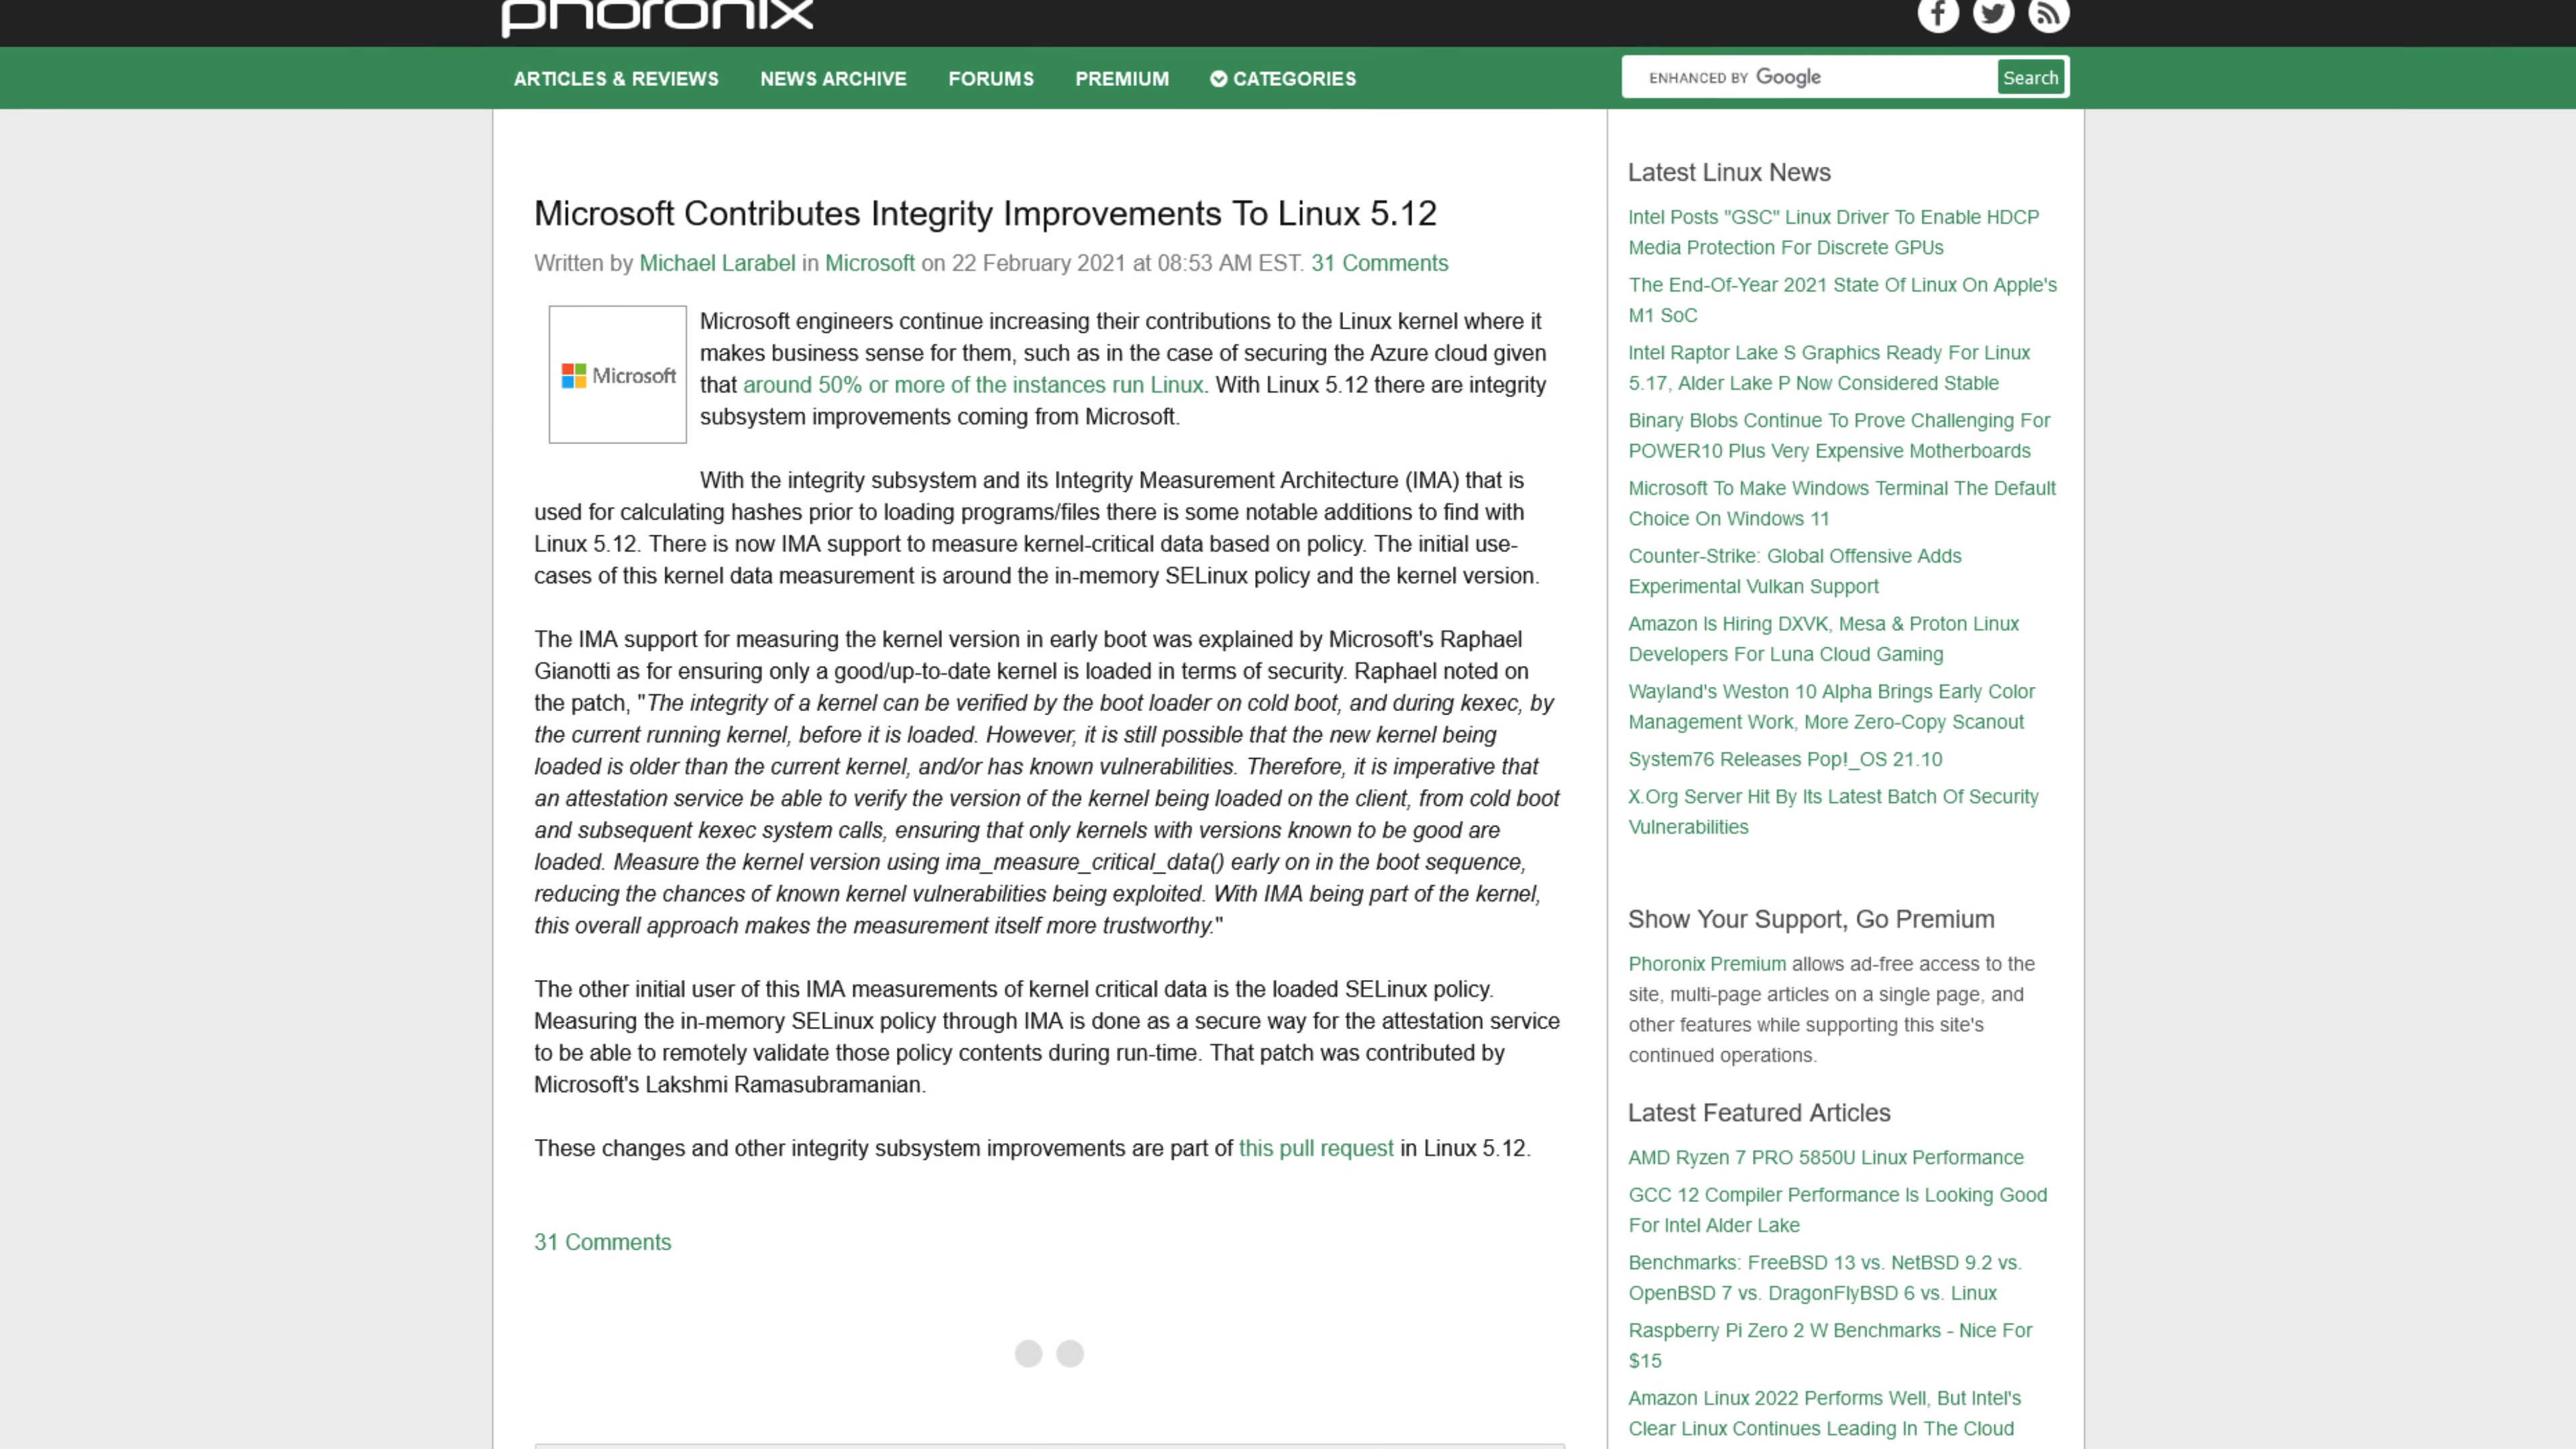 phoronix
ARTICLES & REVIEWS NEWS ARCHIVE FORUMS PREMIUM CATEGORIES
ENHANCED BY Google Search
Microsoft Contributes Integrity Improvements To Linux 5.12
Written by Michael Larabel in Microsoft on 22 February 2021 at 08:53 AM EST. 31 Comments
Microsoft
Microsoft engineers continue increasing their contributions to the Linux kernel where it
makes business sense for them, such as in the case of securing the Azure cloud given
that around 50% or more of the instances run Linux. With Linux 5.12 there are integrity
subsystem improvements coming from Microsoft.
With the integrity subsystem and its Integrity Measurement Architecture (IMA) that is
used for calculating hashes prior to loading programs/files there is some notable additions to find with
Linux 5.12. There is now IMA support to measure kernel-critical data based on policy. The initial use-
cases of this kernel data measurement is around the in-memory SELinux policy and the kernel version.
The IMA support for measuring the kernel version in early boot was explained by Microsoft's Raphael
Gianotti as for ensuring only a good/up-to-date kernel is loaded in terms of security. Raphael noted on
the patch, "The integrity of a kernel can be verified by the boot loader on cold boot, and during kexec, by
the current running kernel, before it is loaded. However, it is still possible that the new kernel being
loaded is older than the current kernel, and/or has known vulnerabilities. Therefore, it is imperative that
an attestation service be able to verify the version of the kernel being loaded on the client, from cold boot
and subsequent kexec system calls, ensuring that only kernels with versions known to be good are
loaded. Measure the kernel version using ima_measure_critical_data() early on in the boot sequence,
reducing the chances of known kernel vulnerabilities being exploited. With IMA being part of the kernel,
this overall approach makes the measurement itself more trustworthy."
The other initial user of this IMA measurements of kernel critical data is the loaded SELinux policy.
Measuring the in-memory SELinux policy through IMA is done as a secure way for the attestation service
to be able to remotely validate those policy contents during run-time. That patch was contributed by
Microsoft's Lakshmi Ramasubramanian.
These changes and other integrity subsystem improvements are part of this pull request in Linux 5.12.
31 Comments
Latest Linux News
Intel Posts "GSC" Linux Driver To Enable HDCP
Media Protection For Discrete GPUs
The End-Of-Year 2021 State Of Linux On Apple's
M1 SoC
Intel Raptor Lake S Graphics Ready For Linux
5.17, Alder Lake P Now Considered Stable
Binary Blobs Continue To Prove Challenging For
POWER10 Plus Very Expensive Motherboards
Microsoft To Make Windows Terminal The Default
Choice On Windows 11
Counter-Strike: Global Offensive Adds
Experimental Vulkan Support
Amazon Is Hiring DXVK, Mesa & Proton Linux
Developers For Luna Cloud Gaming
Wayland's Weston 10 Alpha Brings Early Color
Management Work, More Zero-Copy Scanout
System76 Releases Pop!_OS 21.10
X.Org Server Hit By Its Latest Batch Of Security
Vulnerabilities
Show Your Support, Go Premium
Phoronix Premium allows ad-free access to the
site, multi-page articles on a single page, and
other features while supporting this site's
continued operations.
Latest Featured Articles
AMD Ryzen 7 PRO 5850U Linux Performance
GCC 12 Compiler Performance Is Looking Good
For Intel Alder Lake
Benchmarks: FreeBSD 13 vs. NetBSD 9.2 vs.
OpenBSD 7 vs. DragonFlyBSD 6 vs. Linux
Raspberry Pi Zero 2 W Benchmarks - Nice For
$15
Amazon Linux 2022 Performs Well, But Intel's
Clear Linux Continues Leading In The Cloud